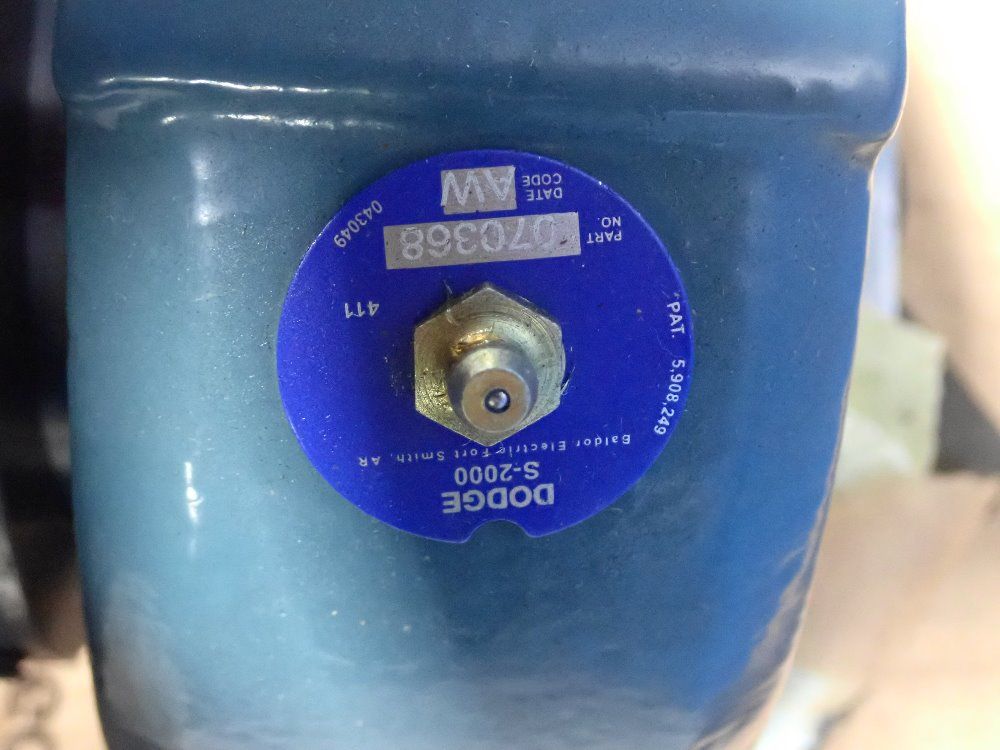 DODGE
S-2000
Baldor Electric Fort Smith, AR
PAT. 5,908,249
411
PART NO. 070368
DATE CODE AW
043049